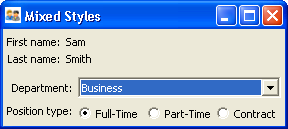 Mixed Styles
First name: Sam
Last name: Smith
Department: Business
Position type: Full-Time Part-Time Contract